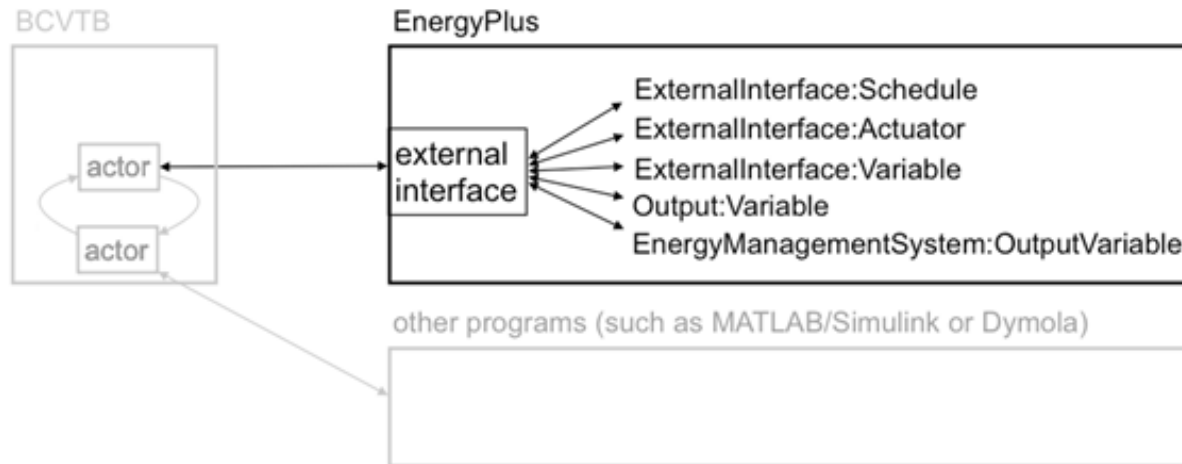 BCVTB
EnergyPlus
ExternalInterface:Schedule
ExternalInterface:Actuator
ExternalInterface:Variable
Output:Variable
EnergyManagementSystem:OutputVariable
external
interface
actor
actor
other programs (such as MATLAB/Simulink or Dymola)